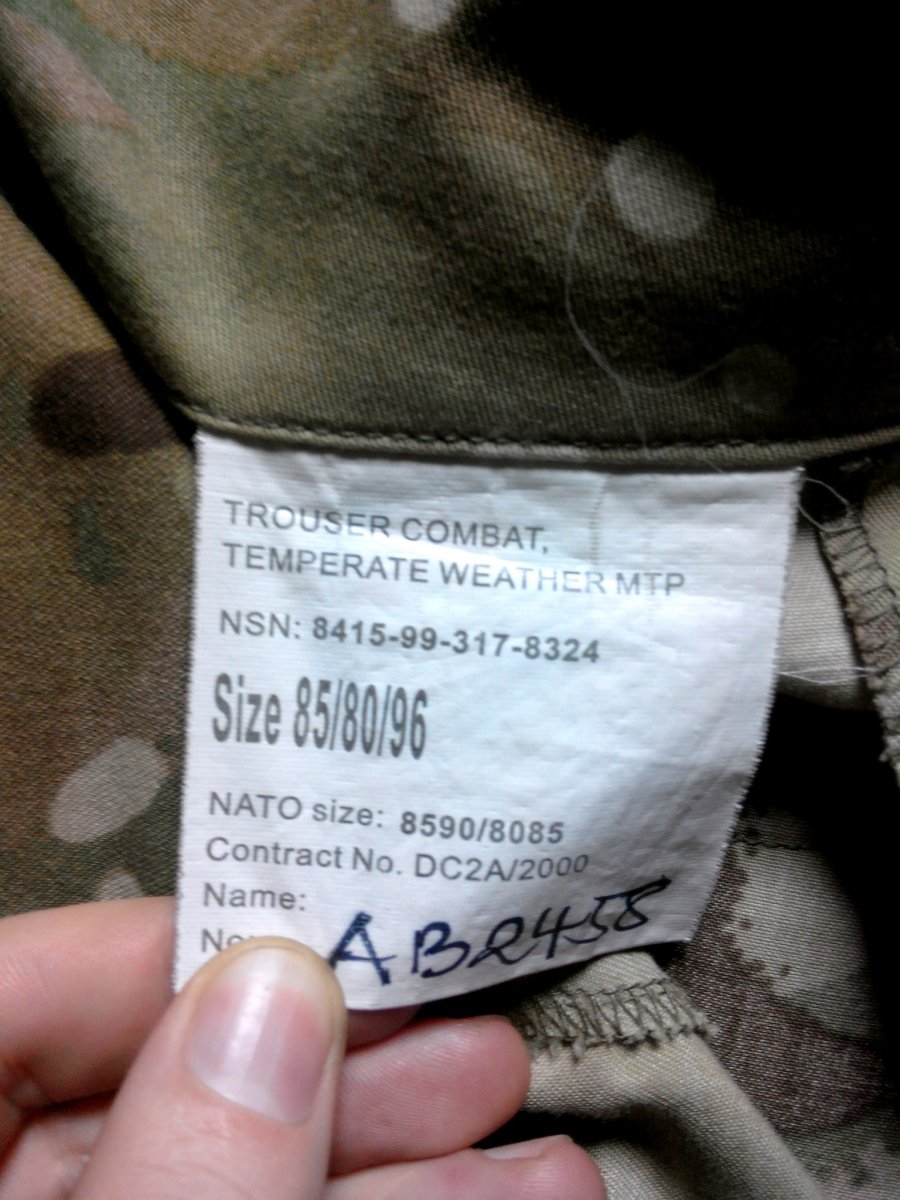 TROUSER COMBAT,
TEMPERATE WEATHER MTP
NSN: 8415-99-317-8324
Size 85/80/96
NATO size: 8590/8085
Contract No. DC2A/2000
Name:
No: AB2458